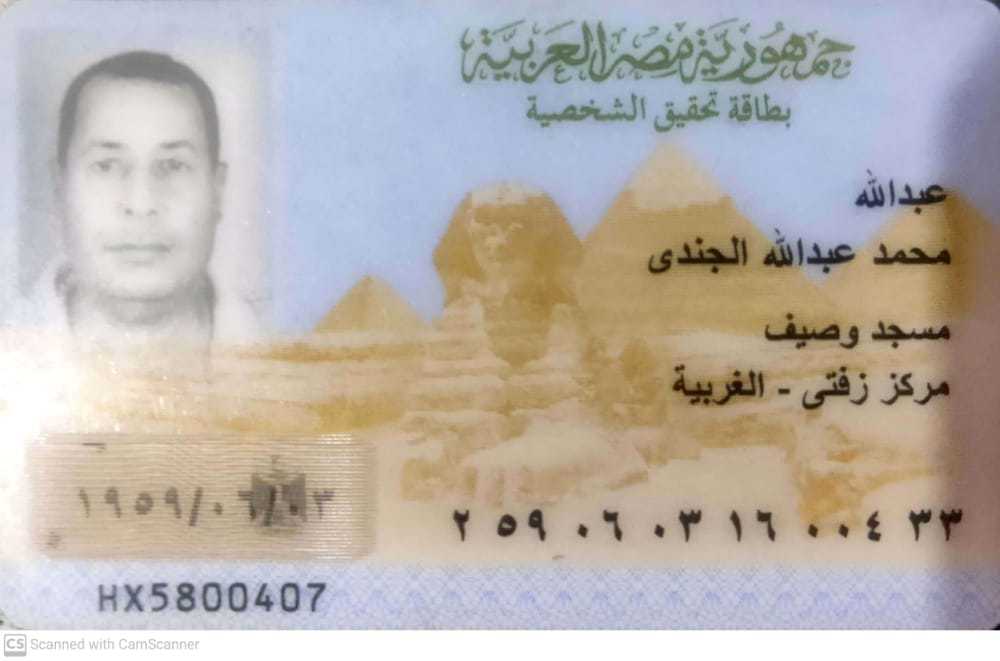 جمهورية مصر العربية
بطاقة تحقيق الشخصية
عبدالله
محمد عبدالله الجندى
مسجد وصيف
مركز زفتى - الغربية
١٩٥٩/٠٦/٠٣
٢ ٥٩ ٠٦ ٠٣ ١٦ ٠٠٤ ٣٣
HX5800407
CS Scanned with CamScanner